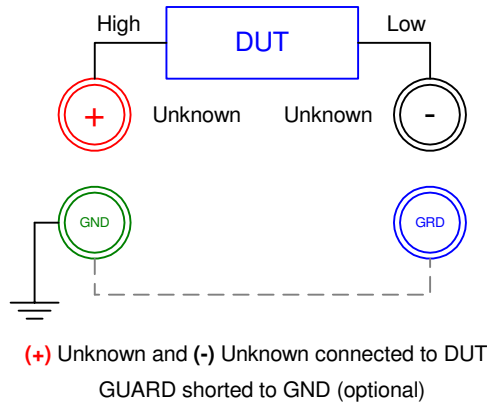 High
DUT
Low
+ Unknown Unknown -
GND
GRD
(+) Unknown and (-) Unknown connected to DUT
GUARD shorted to GND (optional)